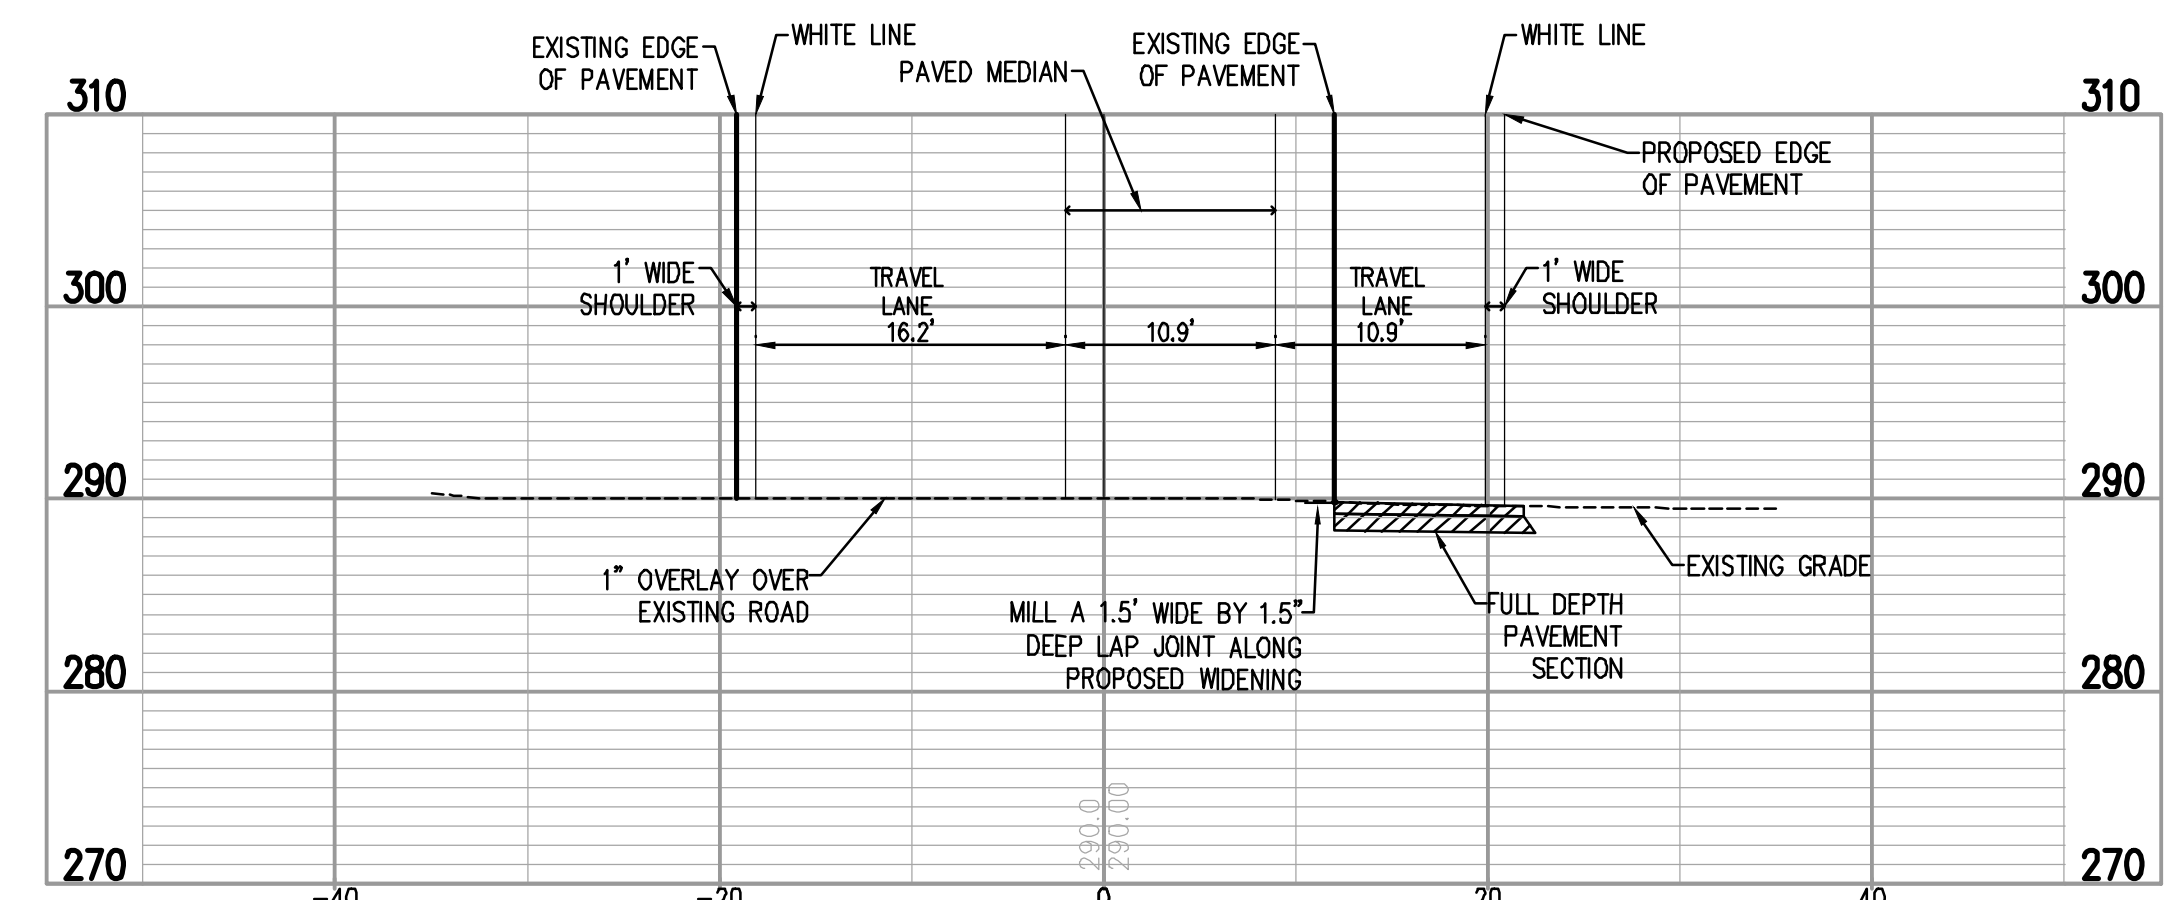 EXISTING EDGE
OF PAVEMENT
WHITE LINE
PAVED MEDIAN
EXISTING EDGE
OF PAVEMENT
WHITE LINE
310
310
PROPOSED EDGE
OF PAVEMENT
1' WIDE
SHOULDER
TRAVEL
LANE
16.2'
10.9'
TRAVEL
LANE
10.9'
1' WIDE
SHOULDER
300
300
290
290
1" OVERLAY OVER
EXISTING ROAD
MILL A 1.5' WIDE BY 1.5"
DEEP LAP JOINT ALONG
PROPOSED WIDENING
FULL DEPTH
PAVEMENT
SECTION
EXISTING GRADE
280
280
290.0
290.00
270
270
-40
-20
0
20
40